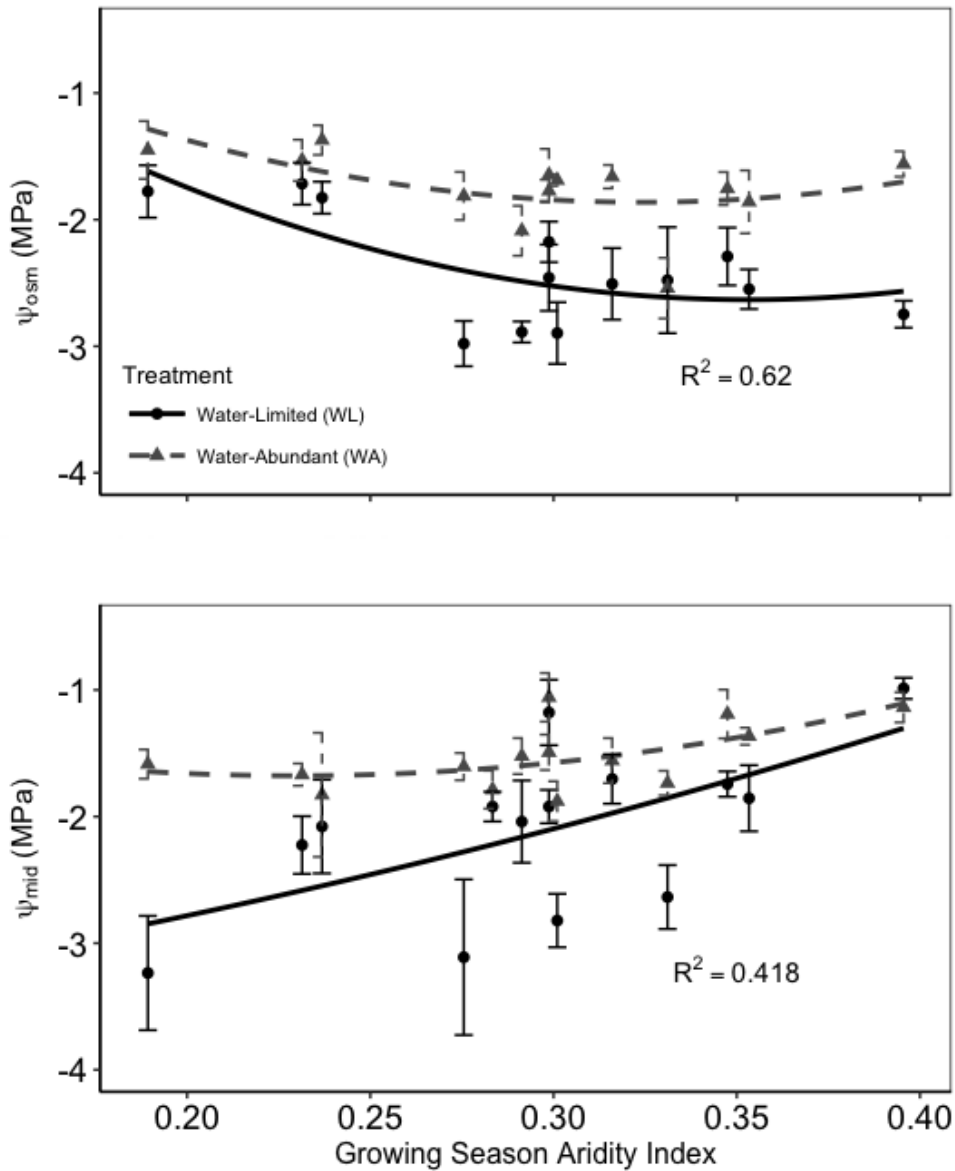 -1
-2
-3
-4
ψosm (MPa)
R² = 0.62
Treatment
Water-Limited (WL)
Water-Abundant (WA)
-1
-2
-3
-4
ψmid (MPa)
R² = 0.418
0.20 0.25 0.30 0.35 0.40
Growing Season Aridity Index